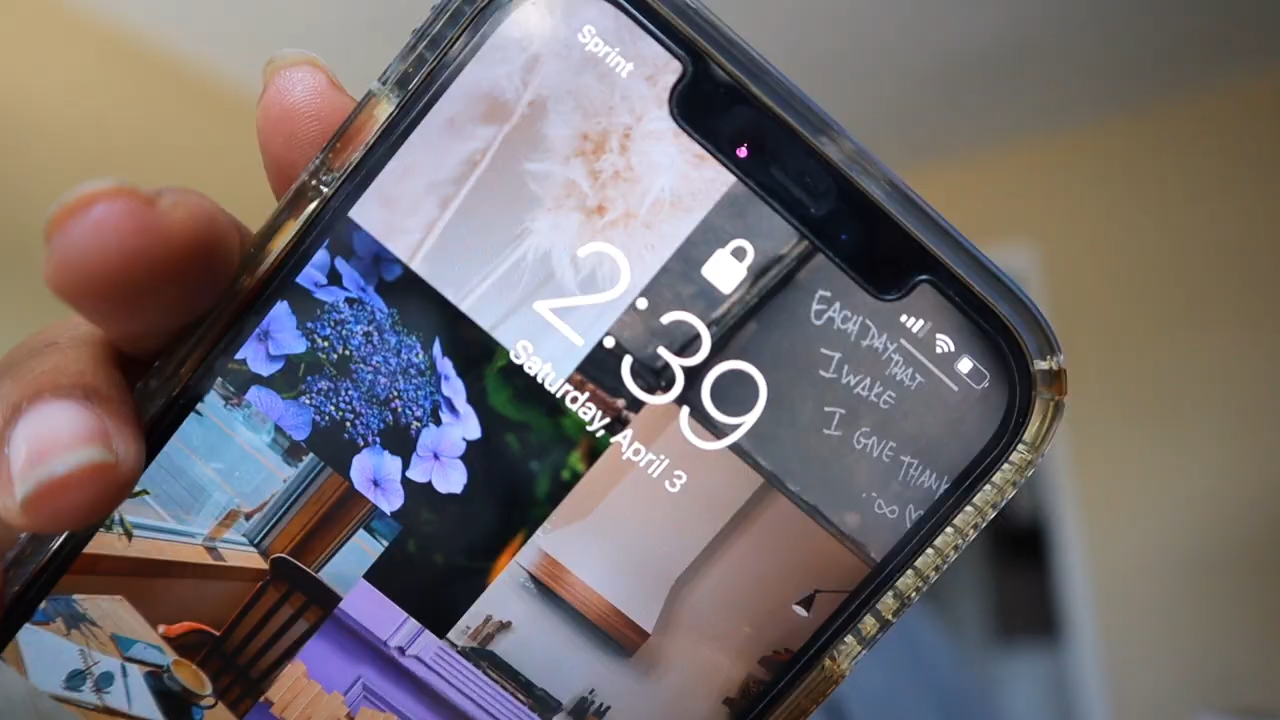 Sprint
2:39
Saturday, April 3
EACH DAY THAT
I WAKE
I GIVE THANK